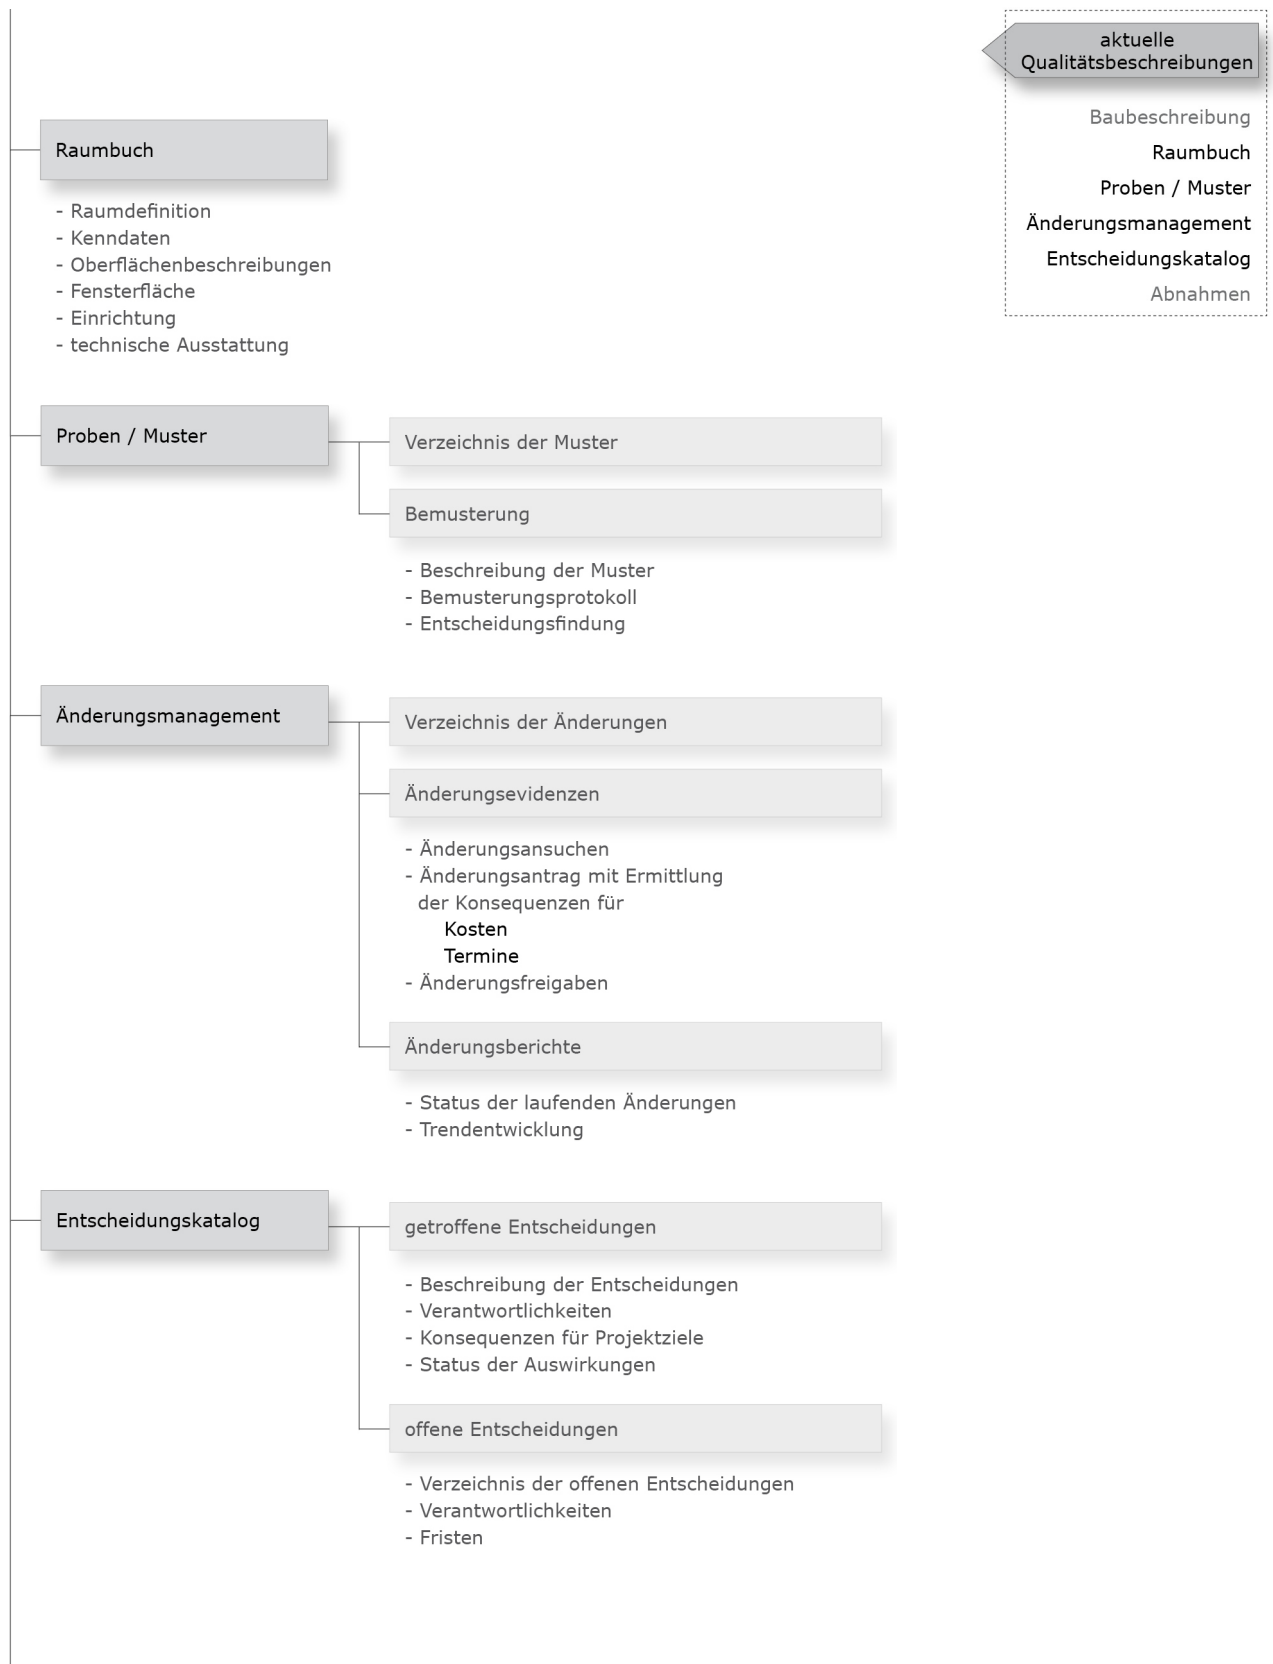 aktuelle
Qualitätsbeschreibungen
Baubeschreibung
Raumbuch
Proben / Muster
Änderungsmanagement
Entscheidungskatalog
Abnahmen
Raumbuch
- Raumdefinition
- Kenndaten
- Oberflächenbeschreibungen
- Fensterfläche
- Einrichtung
- technische Ausstattung
Proben / Muster
Verzeichnis der Muster
Bemusterung
- Beschreibung der Muster
- Bemusterungsprotokoll
- Entscheidungsfindung
Änderungsmanagement
Verzeichnis der Änderungen
Änderungsevidenzen
- Änderungsansuchen
- Änderungsantrag mit Ermittlung
der Konsequenzen für
Kosten
Termine
- Änderungsfreigaben
Änderungsberichte
- Status der laufenden Änderungen
- Trendentwicklung
Entscheidungskatalog
getroffene Entscheidungen
- Beschreibung der Entscheidungen
- Verantwortlichkeiten
- Konsequenzen für Projektziele
- Status der Auswirkungen
offene Entscheidungen
- Verzeichnis der offenen Entscheidungen
- Verantwortlichkeiten
- Fristen